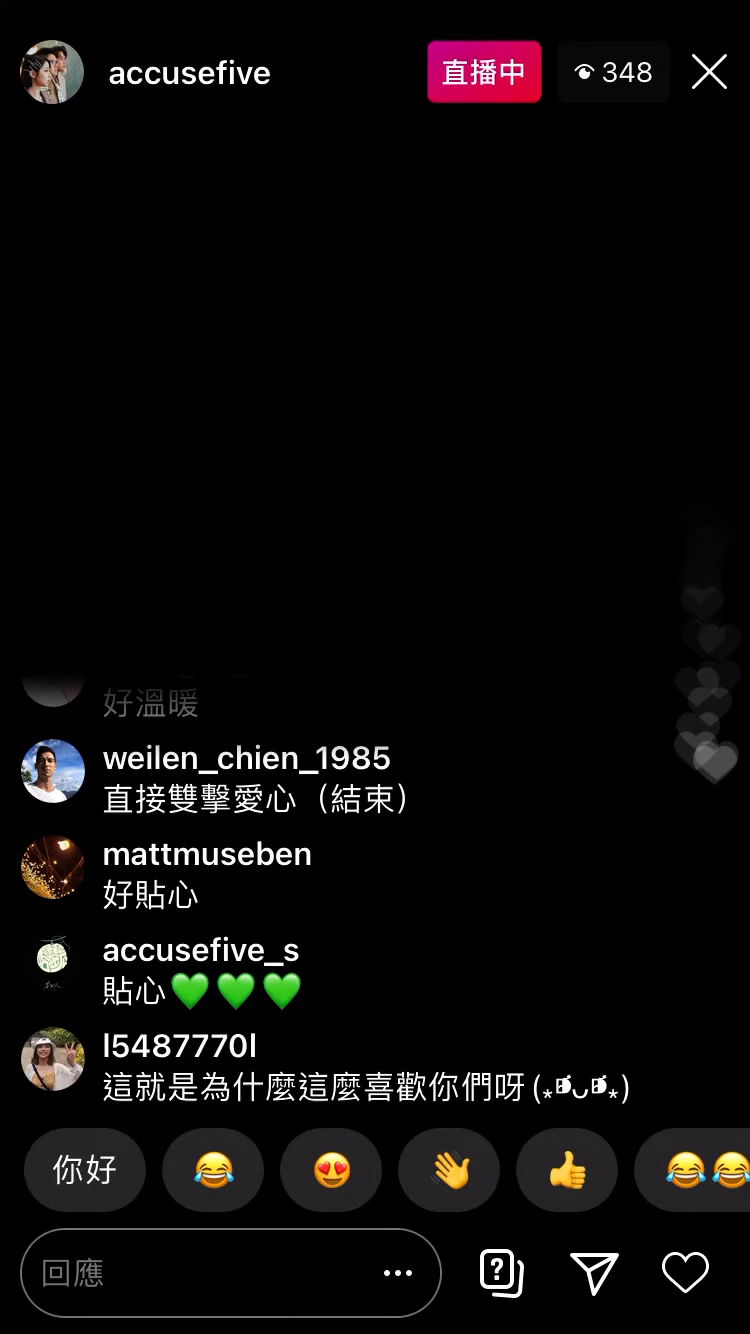 accusefive
直播中
348
好溫暖
weilen_chien_1985
直接雙擊愛心（結束）
mattmuseben
好貼心
accusefive_s
貼心💚💚💚
l5487770l
這就是為什麼這麼喜歡你們呀
你好
回應